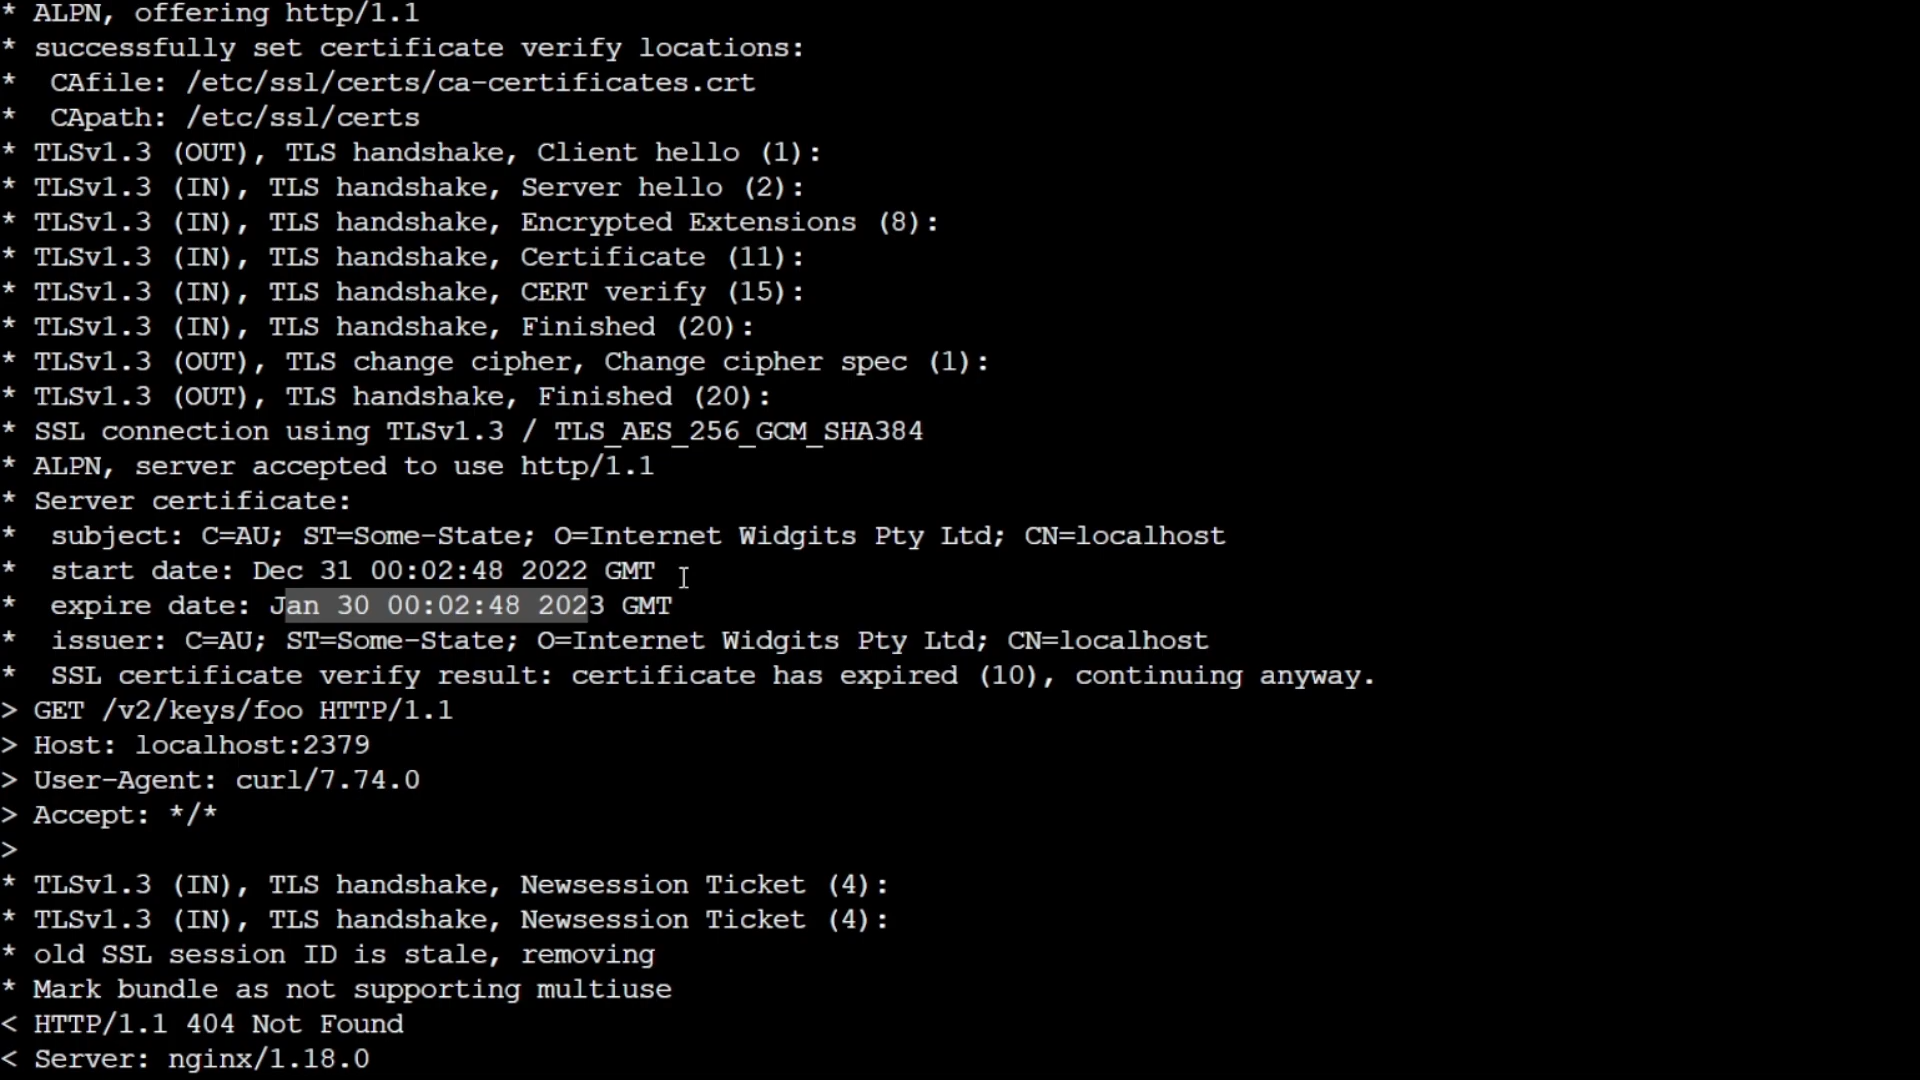 * ALPN, offering http/1.1
* successfully set certificate verify locations:
*  CAfile: /etc/ssl/certs/ca-certificates.crt
*  CApath: /etc/ssl/certs
* TLSv1.3 (OUT), TLS handshake, Client hello (1):
* TLSv1.3 (IN), TLS handshake, Server hello (2):
* TLSv1.3 (IN), TLS handshake, Encrypted Extensions (8):
* TLSv1.3 (IN), TLS handshake, Certificate (11):
* TLSv1.3 (IN), TLS handshake, CERT verify (15):
* TLSv1.3 (IN), TLS handshake, Finished (20):
* TLSv1.3 (OUT), TLS change cipher, Change cipher spec (1):
* TLSv1.3 (OUT), TLS handshake, Finished (20):
* SSL connection using TLSv1.3 / TLS_AES_256_GCM_SHA384
* ALPN, server accepted to use http/1.1
* Server certificate:
*  subject: C=AU; ST=Some-State; O=Internet Widgits Pty Ltd; CN=localhost
*  start date: Dec 31 00:02:48 2022 GMT
*  expire date: Jan 30 00:02:48 2023 GMT
*  issuer: C=AU; ST=Some-State; O=Internet Widgits Pty Ltd; CN=localhost
*  SSL certificate verify result: certificate has expired (10), continuing anyway.
> GET /v2/keys/foo HTTP/1.1
> Host: localhost:2379
> User-Agent: curl/7.74.0
> Accept: */*
>
* TLSv1.3 (IN), TLS handshake, Newsession Ticket (4):
* TLSv1.3 (IN), TLS handshake, Newsession Ticket (4):
* old SSL session ID is stale, removing
* Mark bundle as not supporting multiuse
< HTTP/1.1 404 Not Found
< Server: nginx/1.18.0